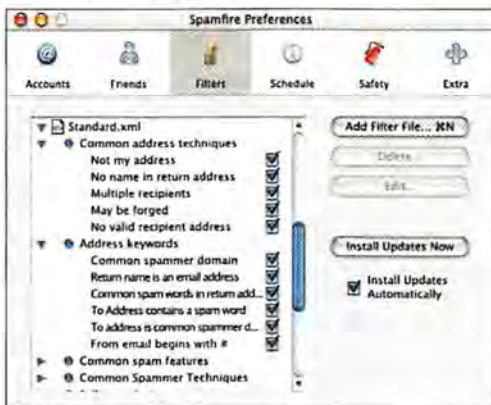 Spamfire Preferences
Accounts
Friends
Filters
Schedule
Safety
Extra
Standard.xml
Common address techniques
Not my address
No name in return address
Multiple recipients
May be forged
No valid recipient address
Address keywords
Common spammer domain
Return name is an email address
Common spam words in return add...
To Address contains a spam word
To address is common spammer d...
From email begins with #
Common spam features
Common Spammer Techniques
Add Filter File... ⌘N
Delete...
Edit...
Install Updates Now
Install Updates
Automatically